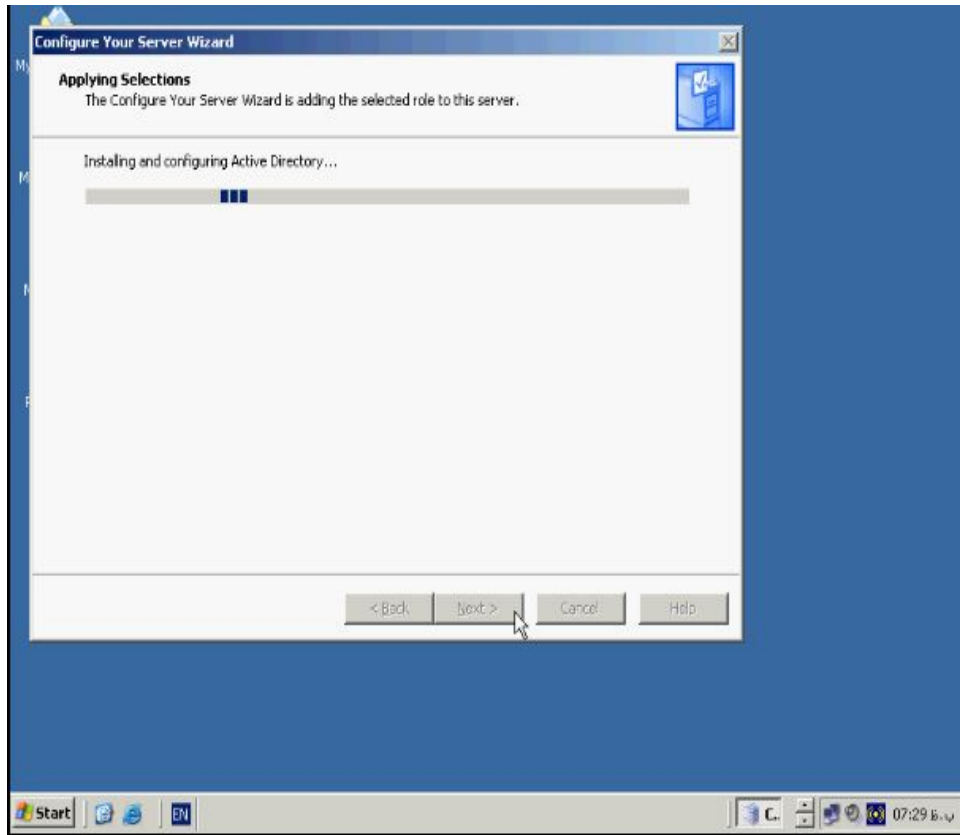 Configure Your Server Wizard
My
Applying Selections
The Configure Your Server Wizard is adding the selected role to this server.
Installing and configuring Active Directory...
M
< Back
Next >
Cancel
Help
Start
EN
C..
07:29 ب.ظ